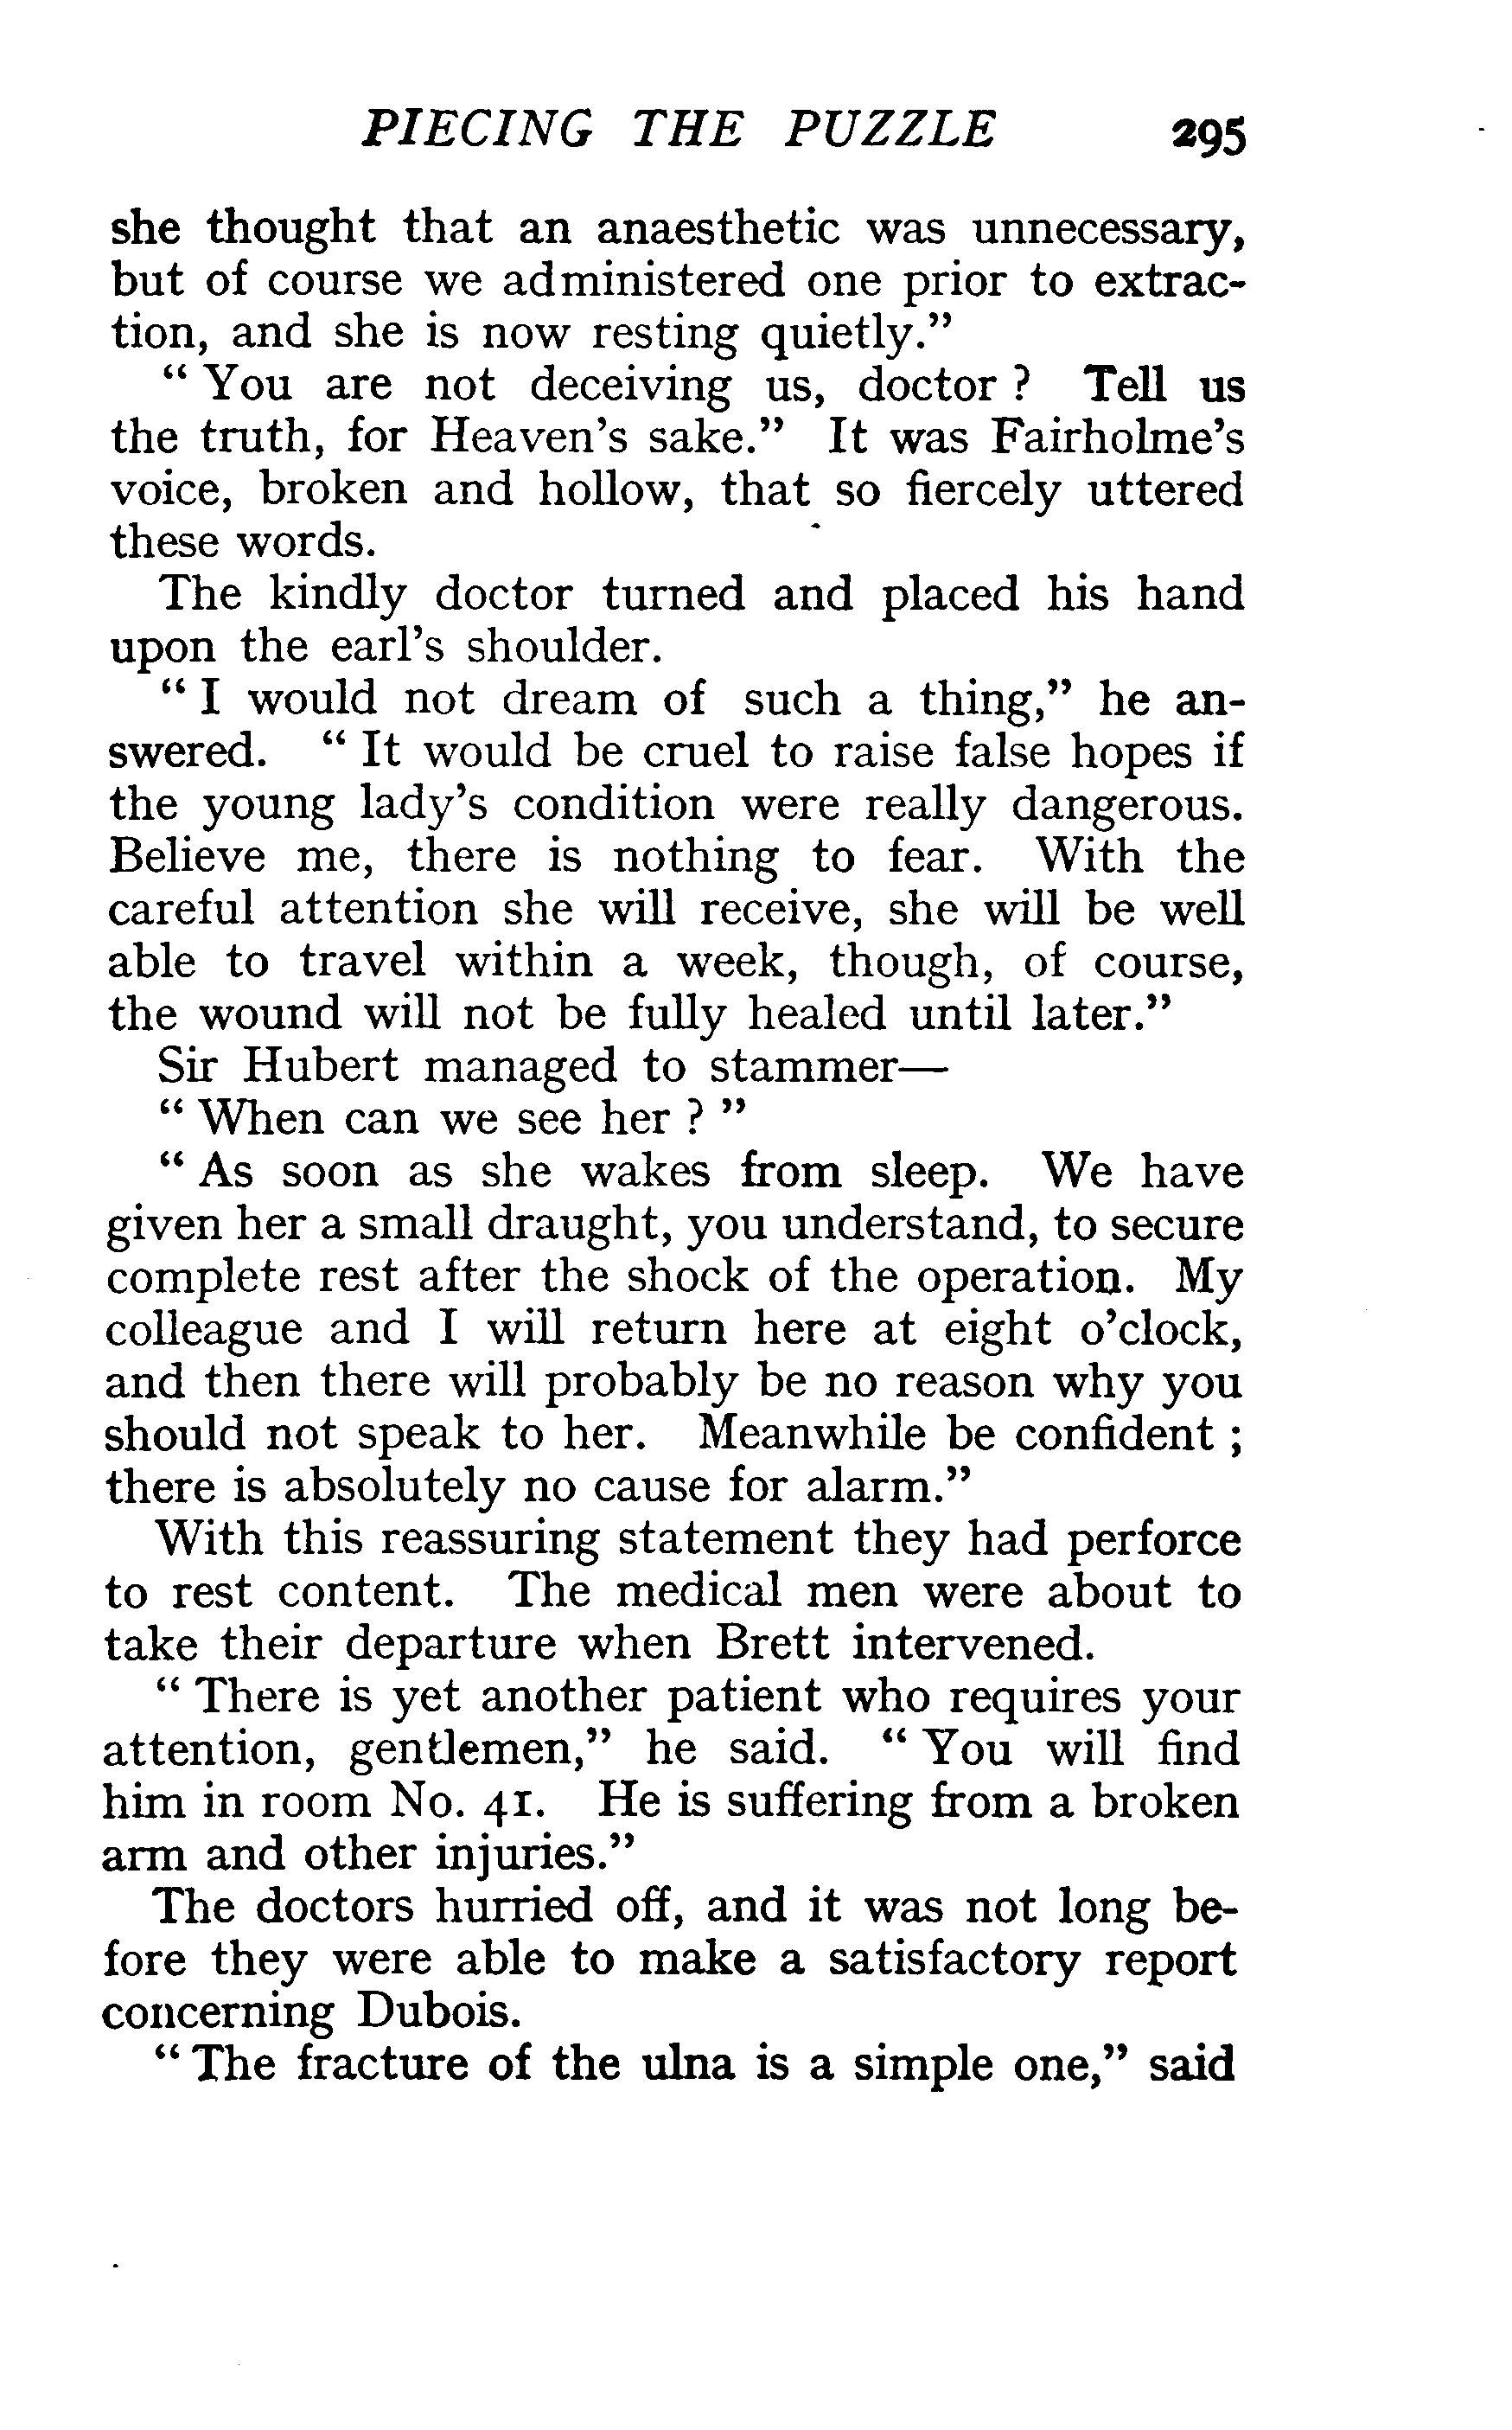 PIECING THE PUZZLE 295
she thought that an anaesthetic was unnecessary,
but of course we administered one prior to extrac-
tion, and she is now resting quietly.”
“ You are not deceiving us, doctor ? Tell us
the truth, for Heaven’s sake.” It was Fairholme’s
voice, broken and hollow, that so fiercely uttered
these words.
The kindly doctor turned and placed his hand
upon the earl’s shoulder.
“ I would not dream of such a thing,” he an-
swered. “ It would be cruel to raise false hopes if
the young lady’s condition were really dangerous.
Believe me, there is nothing to fear. With the
careful attention she will receive, she will be well
able to travel within a week, though, of course,
the wound will not be fully healed until later.”
Sir Hubert managed to stammer—
“ When can we see her ? ”
“ As soon as she wakes from sleep. We have
given her a small draught, you understand, to secure
complete rest after the shock of the operation. My
colleague and I will return here at eight o’clock,
and then there will probably be no reason why you
should not speak to her. Meanwhile be confident ;
there is absolutely no cause for alarm.”
With this reassuring statement they had perforce
to rest content. The medical men were about to
take their departure when Brett intervened.
“ There is yet another patient who requires your
attention, gentlemen,” he said. “ You will find
him in room No. 41. He is suffering from a broken
arm and other injuries.”
The doctors hurried off, and it was not long be-
fore they were able to make a satisfactory report
concerning Dubois.
“ The fracture of the ulna is a simple one,” said